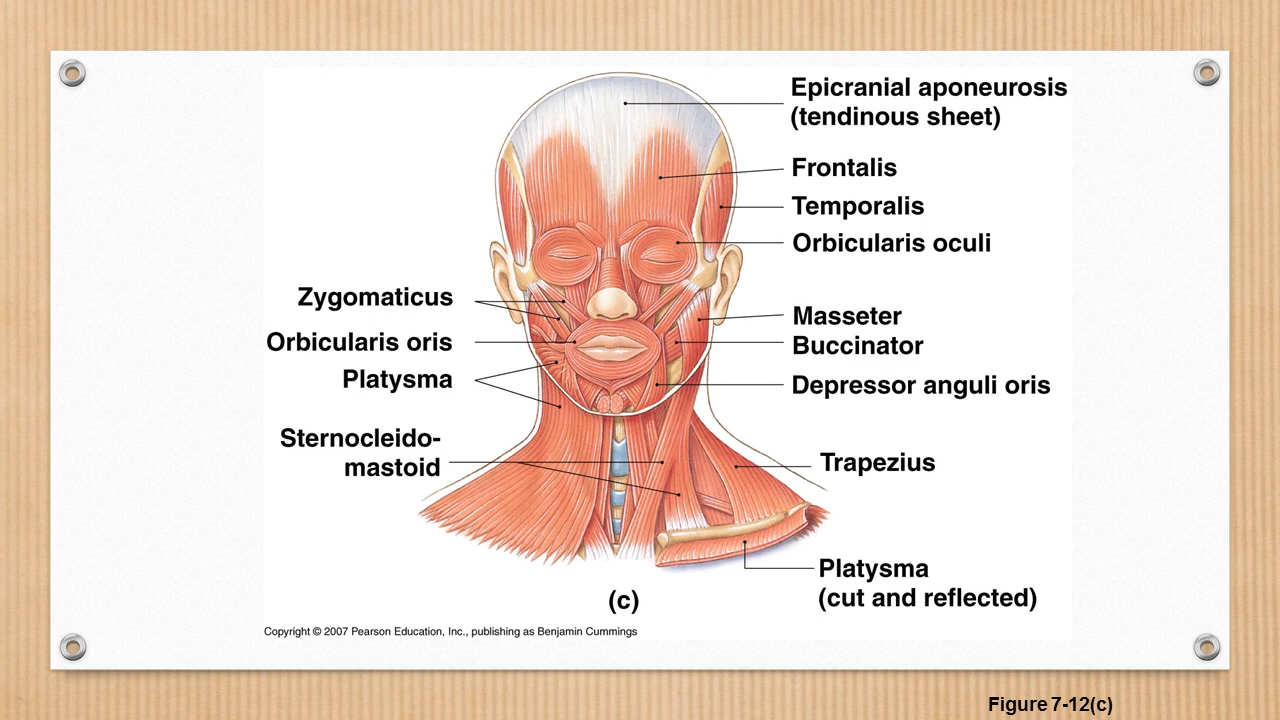 Epicranial aponeurosis
(tendinous sheet)
Frontalis
Temporalis
Orbicularis oculi
Zygomaticus
Orbicularis oris
Platysma
Sternocleido-
mastoid
Masseter
Buccinator
Depressor anguli oris
Trapezius
Platysma
(cut and reflected)
(c)
Copyright © 2007 Pearson Education, Inc., publishing as Benjamin Cummings
Figure 7-12(c)